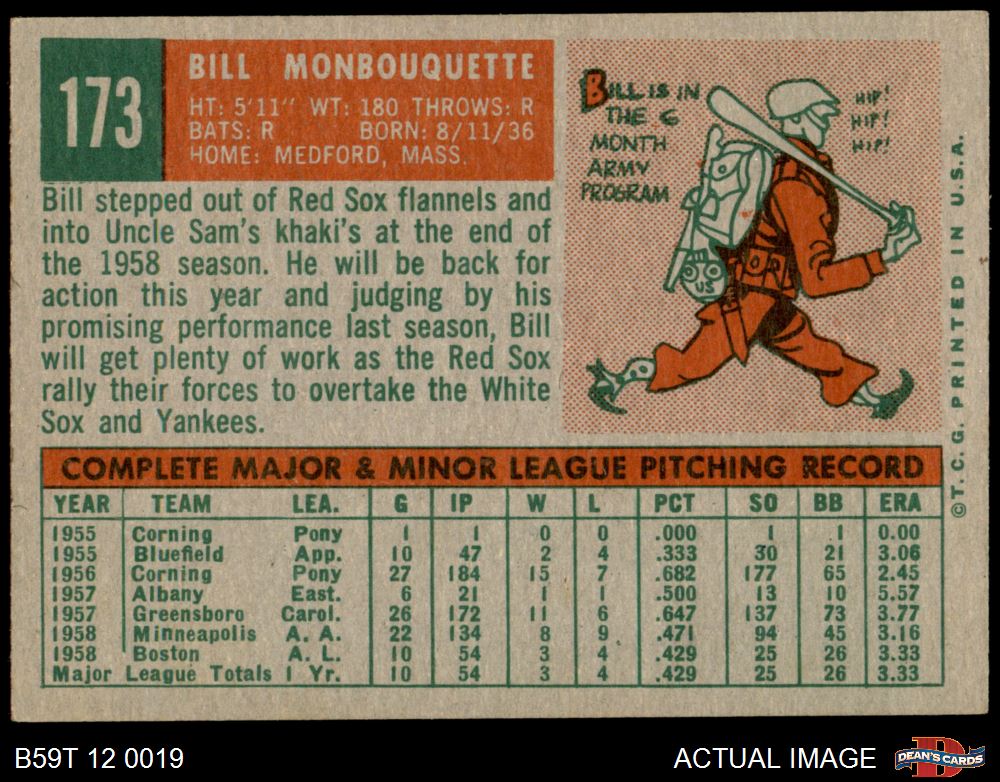 173
BILL MONBOUQUETTE
HT: 5'11" WT: 180 THROWS: R
BATS: R BORN: 8/11/36
HOME: MEDFORD, MASS.
BILL IS IN
THE 6
MONTH
ARMY
PROGRAM
HIP!
HIP!
HIP!
US
Bill stepped out of Red Sox flannels and
into Uncle Sam's khaki's at the end of
the 1958 season. He will be back for
action this year and judging by his
promising performance last season, Bill
will get plenty of work as the Red Sox
rally their forces to overtake the White
Sox and Yankees.
©T. C. G. PRINTED IN U.S.A.
COMPLETE MAJOR & MINOR LEAGUE PITCHING RECORD
YEAR TEAM LEA. G IP W L PCT SO BB ERA
1955 Corning Pony 1 1 0 0 .000 1 1 0.00
1955 Bluefield App. 10 47 2 4 .333 30 21 3.06
1956 Corning Pony 27 184 15 7 .682 177 65 2.45
1957 Albany East. 6 21 1 1 .500 13 10 5.57
1957 Greensboro Carol. 26 172 11 6 .647 137 73 3.77
1958 Minneapolis A. A. 22 134 8 9 .471 94 45 3.16
1958 Boston A. L. 10 54 3 4 .429 25 26 3.33
Major League Totals 1 Yr. 10 54 3 4 .429 25 26 3.33
B59T 12 0019
ACTUAL IMAGE
D
DEAN'S CARDS